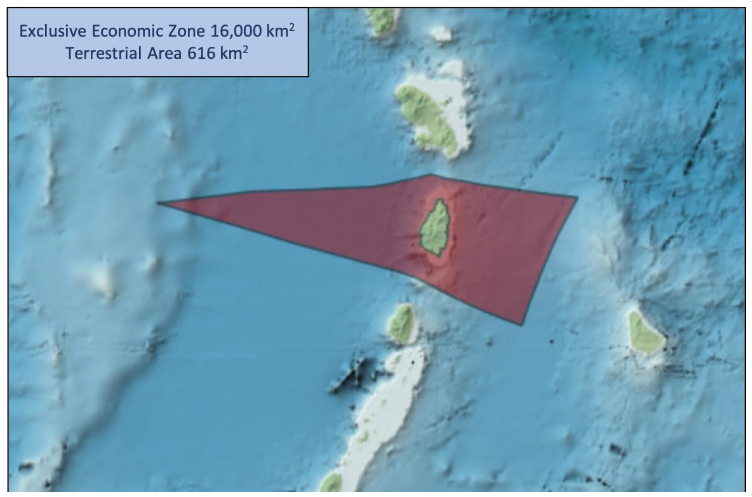 Exclusive Economic Zone 16,000 km²
Terrestrial Area 616 km²